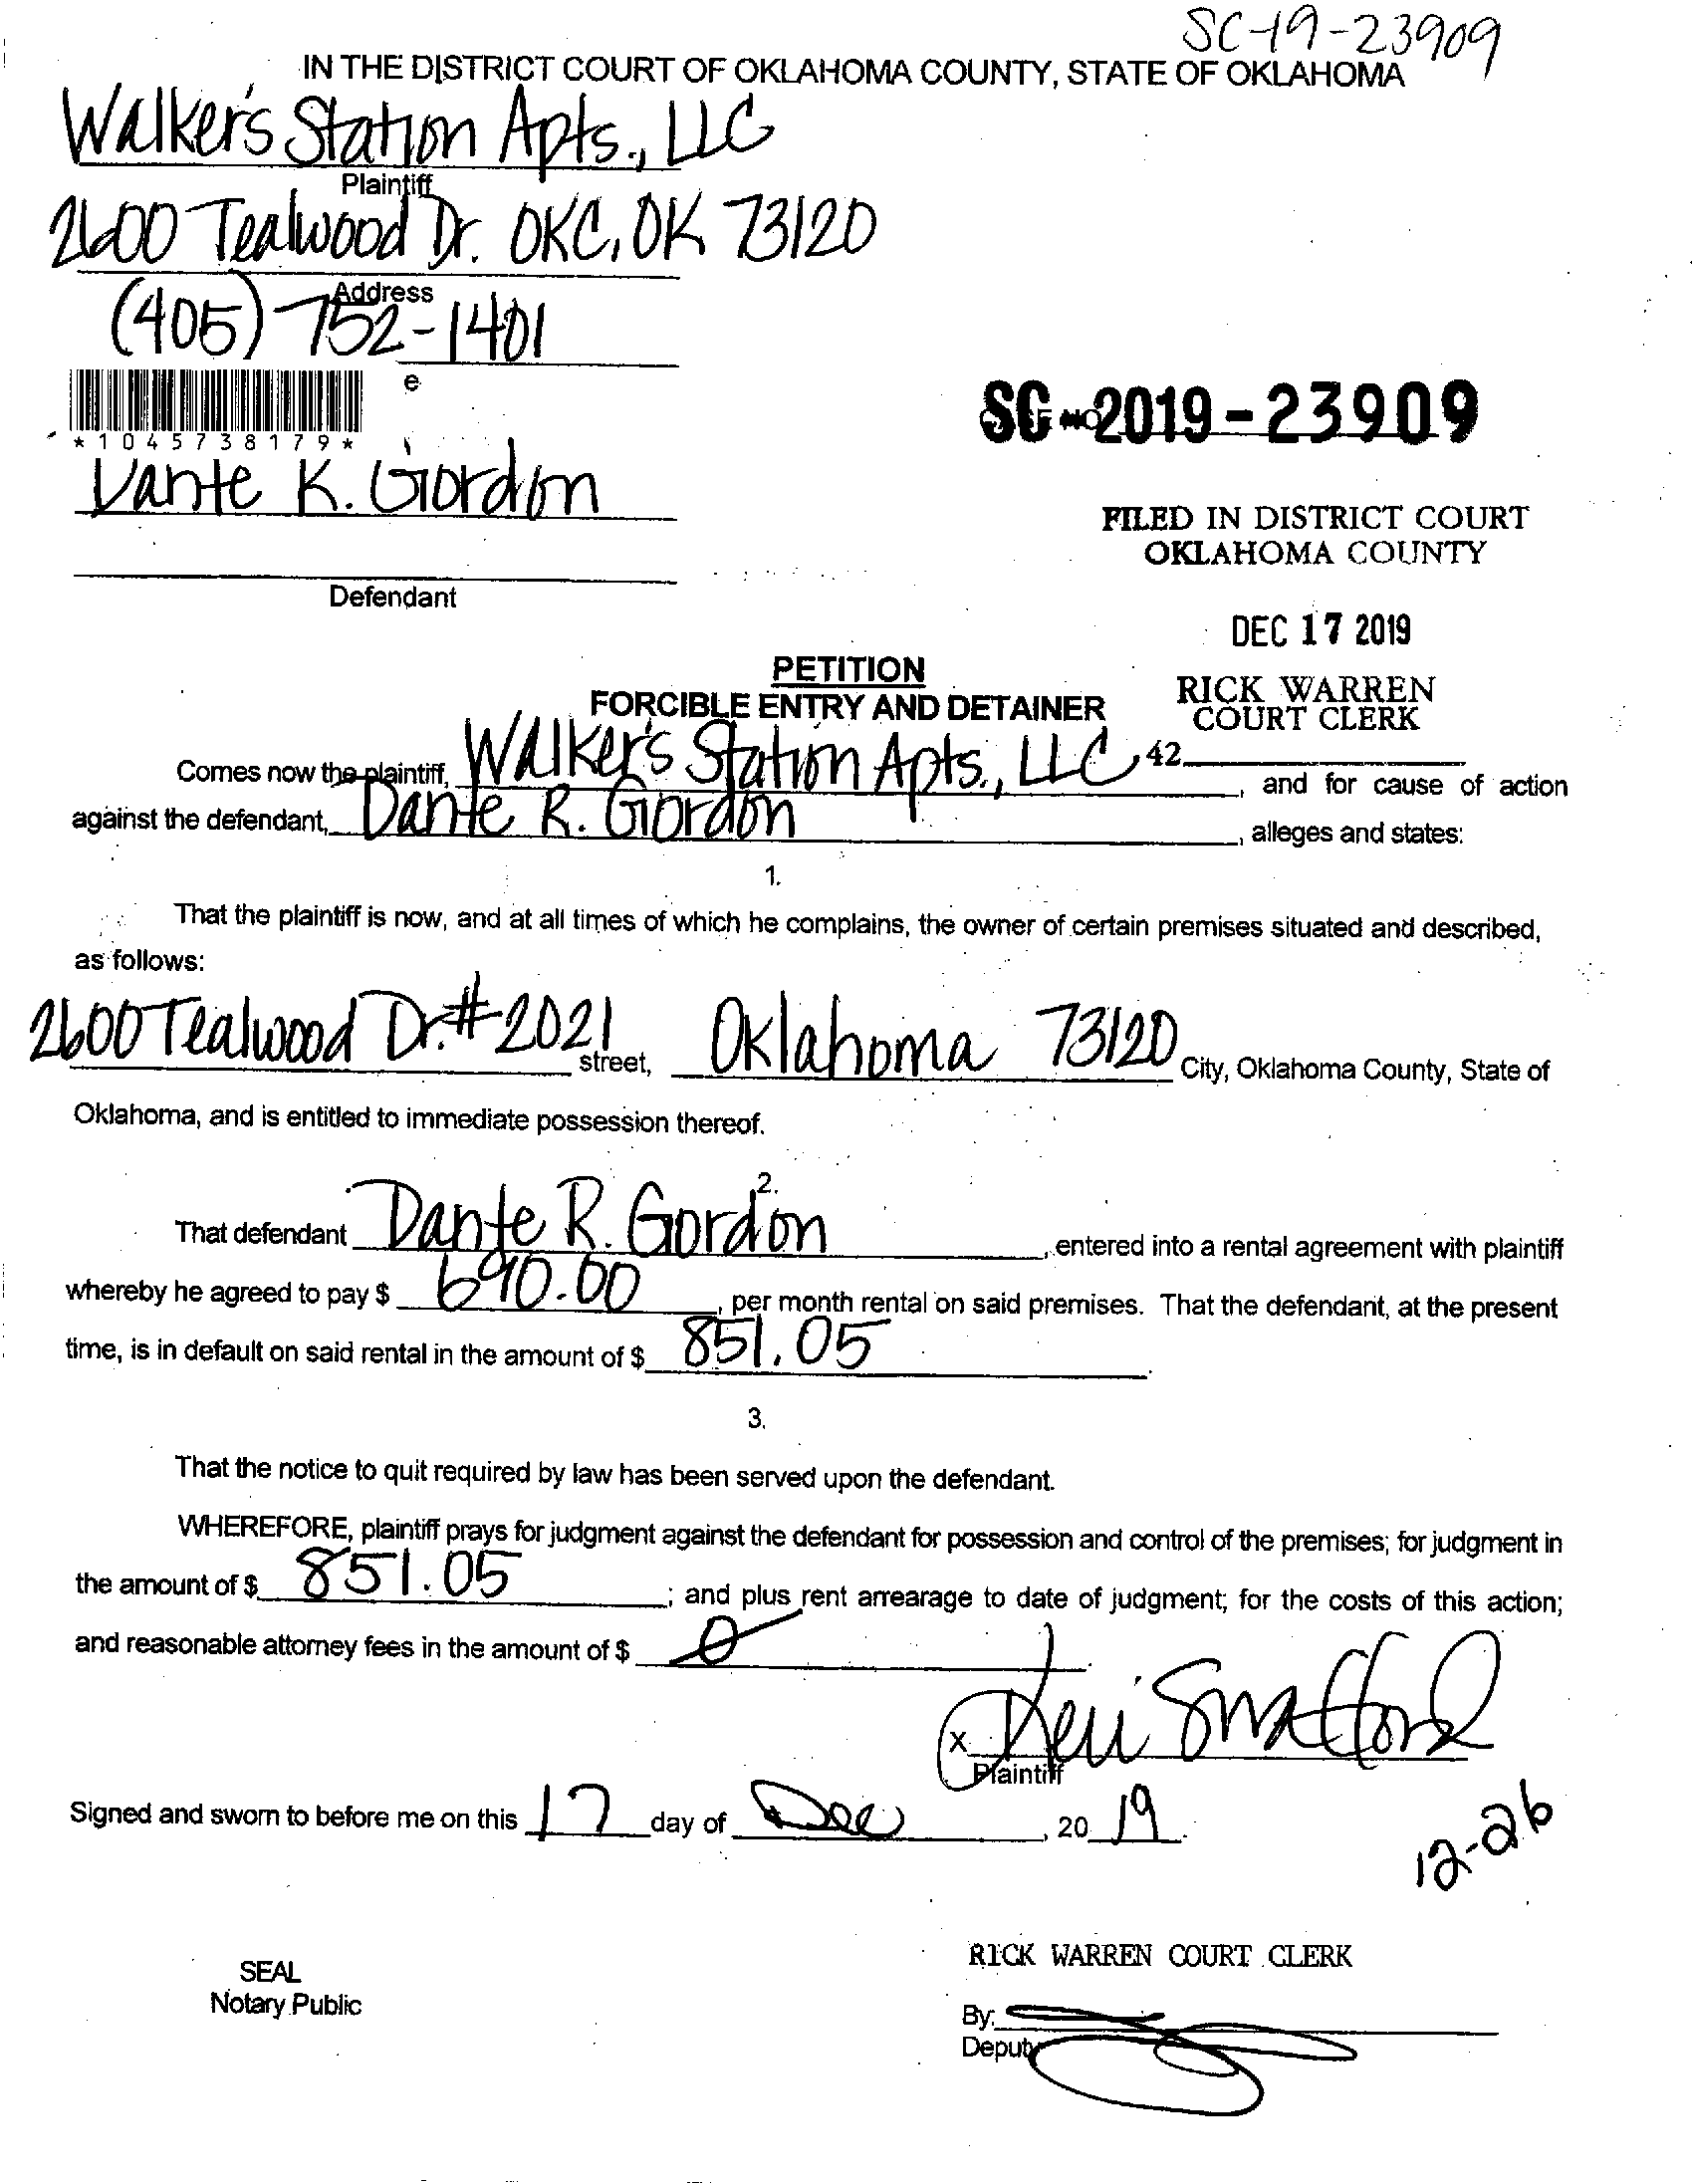 SC-19-23909
IN THE DISTRICT COURT OF OKLAHOMA COUNTY, STATE OF OKLAHOMA
Walker's Station Apts., LLC
Plaintiff
2600 Tealwood Dr. OKC, OK 73120
Address
(405) 752-1401
e
*1045738179*
SC-2019-23909
Dante R. Gordon
FILED IN DISTRICT COURT
OKLAHOMA COUNTY
Defendant
DEC 17 2019
PETITION
FORCIBLE ENTRY AND DETAINER
RICK WARREN
COURT CLERK
42
Comes now the plaintiff, Walker's Station Apts., LLC, and for cause of action
against the defendant, Dante R. Gordon, alleges and states:
1.
That the plaintiff is now, and at all times of which he complains, the owner of certain premises situated and described,
as follows:
2600 Tealwood Dr. #2021 street, Oklahoma 73120 City, Oklahoma County, State of
Oklahoma, and is entitled to immediate possession thereof.
2.
That defendant Dante R. Gordon, entered into a rental agreement with plaintiff
whereby he agreed to pay $ 690.00, per month rental on said premises. That the defendant, at the present
time, is in default on said rental in the amount of $ 851.05.
3.
That the notice to quit required by law has been served upon the defendant.
WHEREFORE, plaintiff prays for judgment against the defendant for possession and control of the premises; for judgment in
the amount of $ 851.05; and plus rent arrearage to date of judgment; for the costs of this action;
and reasonable attorney fees in the amount of $ 0
X
Plaintiff
Signed and sworn to before me on this 17 day of Dec, 20 19.
12-26
SEAL
Notary Public
RICK WARREN COURT CLERK
By:
Deputy